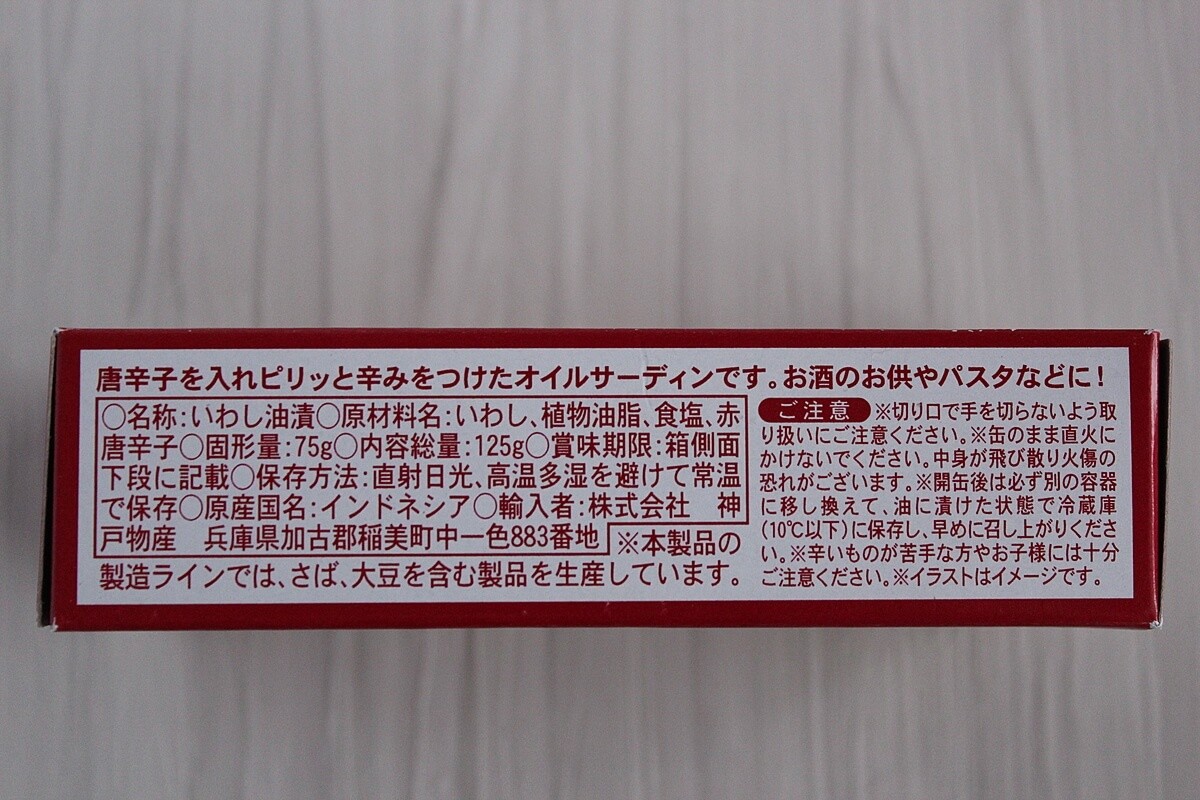 唐辛子を入れピリッと辛みをつけたオイルサーディンです。お酒のお供やパスタなどに!
○名称:いわし油漬○原材料名:いわし、植物油脂、食塩、赤
唐辛子○固形量:75g○内容総量:125g○賞味期限:箱側面
下段に記載○保存方法:直射日光、高温多湿を避けて常温
で保存○原産国名:インドネシア○輸入者:株式会社 神
戸物産 兵庫県加古郡稲美町中一色883番地
※本製品の
製造ラインでは、さば、大豆を含む製品を生産しています。
ご注意 ※切り口で手を切らないよう取
り扱いにご注意ください。※缶のまま直火に
かけないでください。中身が飛び散り火傷の
恐れがございます。※開缶後は必ず別の容器
に移し換えて、油に漬けた状態で冷蔵庫
(10℃以下)に保存し、早めに召し上がりくださ
い。※辛いものが苦手な方やお子様には十分
ご注意ください。※イラストはイメージです。